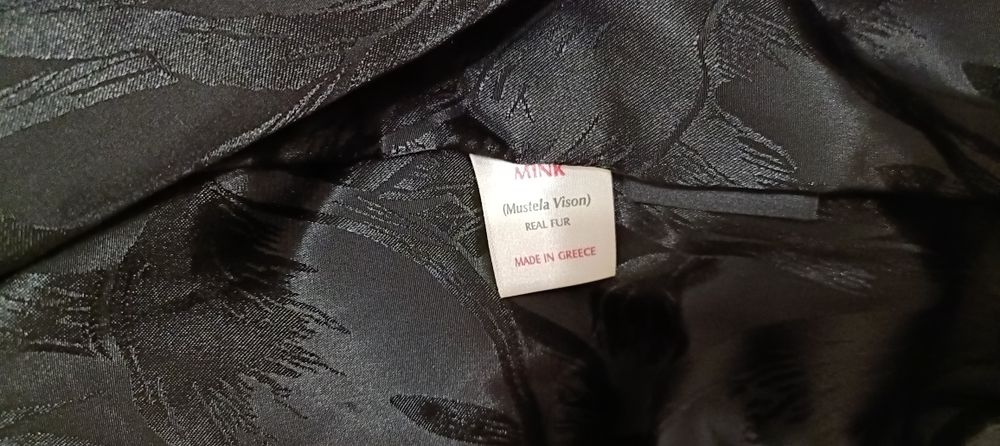 MINK
(Mustela Vison)
REAL FUR
MADE IN GREECE